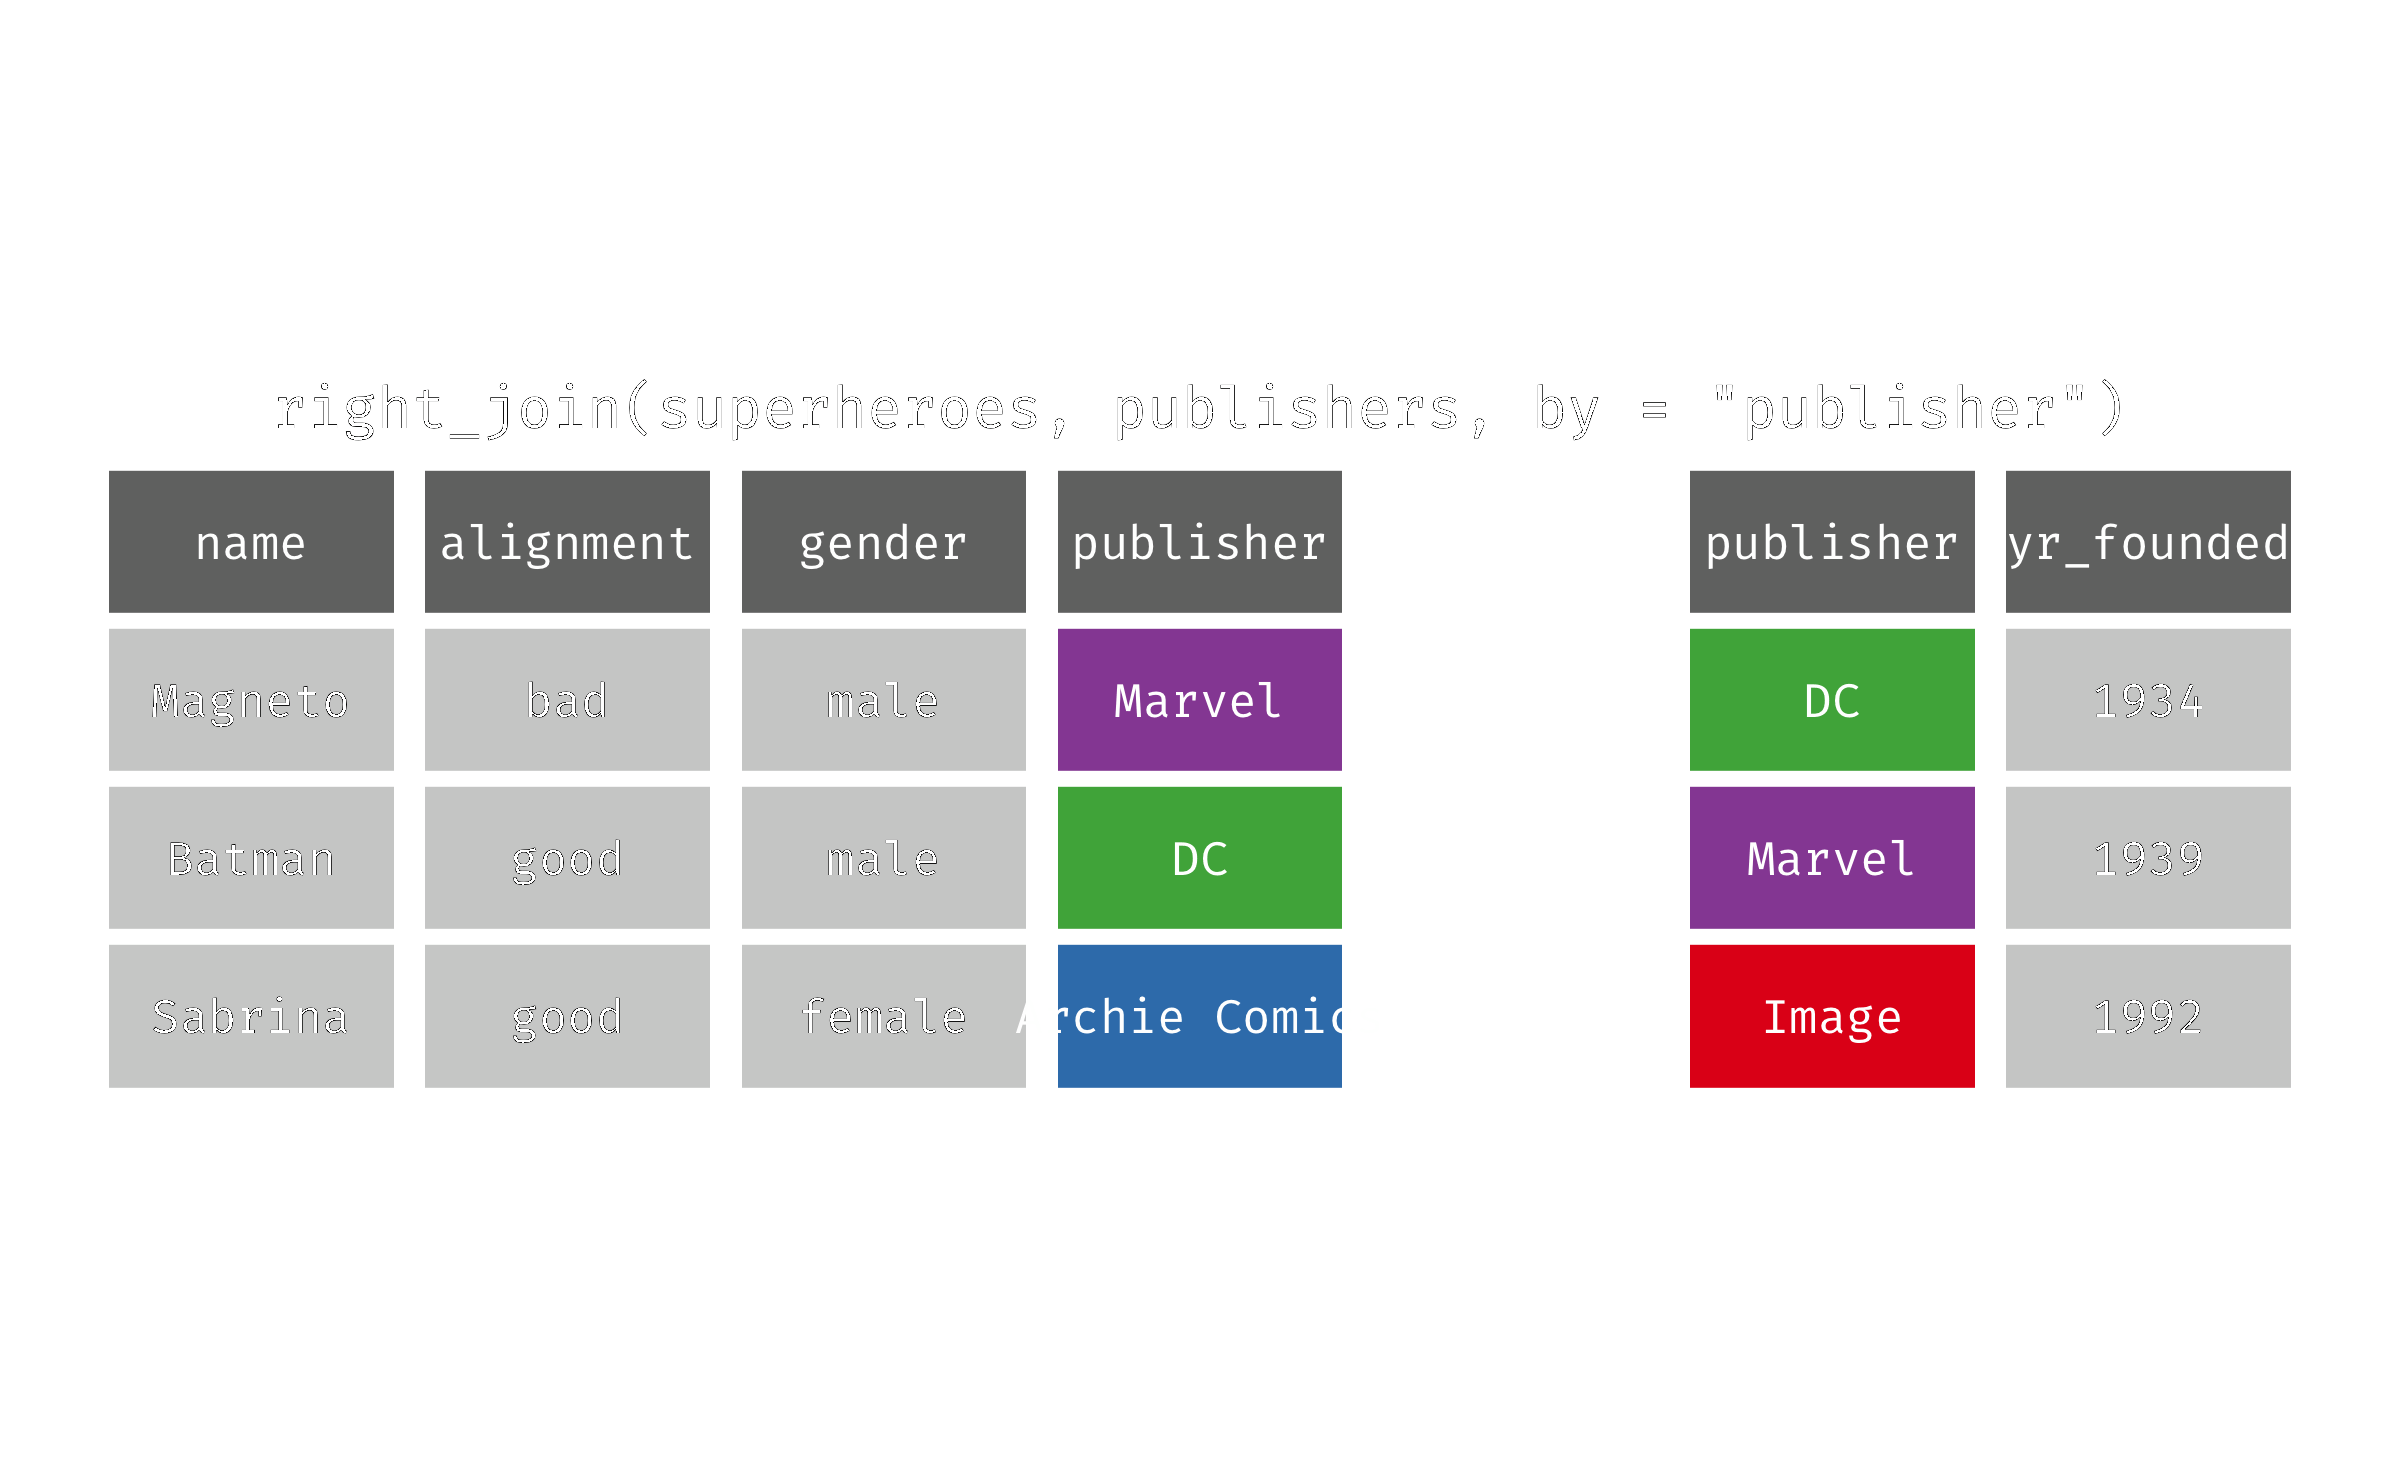 right_join(superheroes, publishers, by = "publisher")
name alignment gender publisher publisher yr_founded
Magneto bad male Marvel DC 1934
Batman good male DC Marvel 1939
Sabrina good female Archie Comic Image 1992